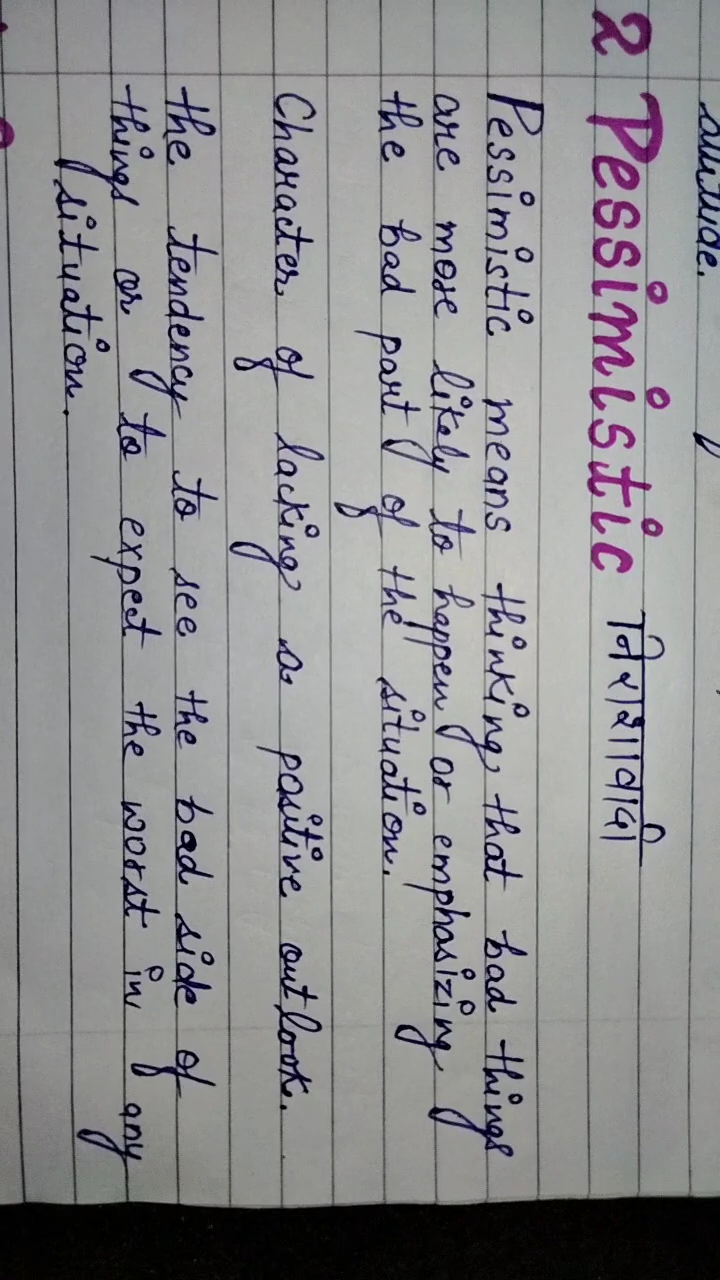 attitude.
2 Pessimistic निराशावादी
Pessimistic means thinking that bad things
are more likely to happen or emphasizing
the bad part of the situation.
Character of lacking a positive outlook.
the tendency to see the bad side of
things or to expect the worst in any
situation.